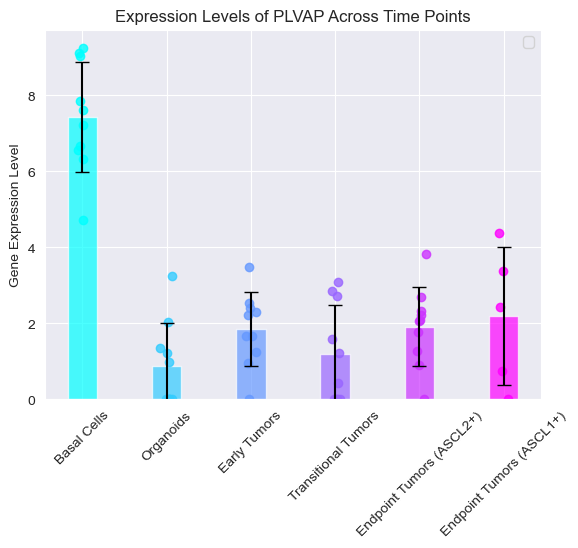 Expression Levels of PLVAP Across Time Points
Gene Expression Level
8
6
4
2
0
Basal Cells
Organoids
Early Tumors
Transitional Tumors
Endpoint Tumors (ASCL2+)
Endpoint Tumors (ASCL1+)